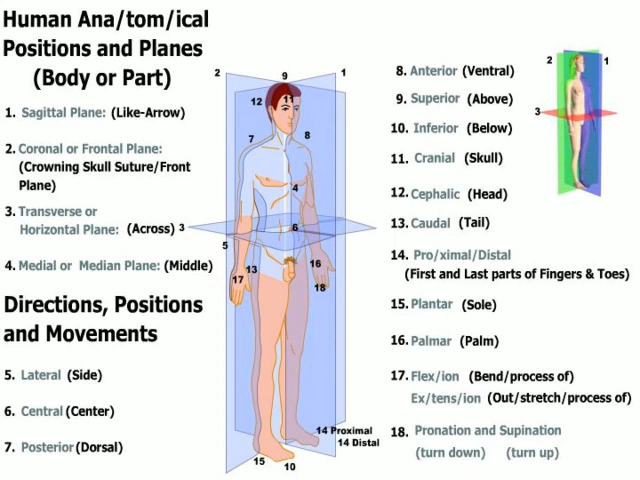 Human Ana/tom/ical
Positions and Planes
(Body or Part)
1. Sagittal Plane: (Like-Arrow)
2. Coronal or Frontal Plane:
(Crowning Skull Suture/Front
Plane)
3. Transverse or
Horizontal Plane: (Across)
4. Medial or Median Plane: (Middle)
Directions, Positions
and Movements
5. Lateral (Side)
6. Central (Center)
7. Posterior (Dorsal)
2
9
1
12
11
7
8
4
3
6
5
13
16
17
18
14 Proximal
14 Distal
15
10
8. Anterior (Ventral)
9. Superior (Above)
10. Inferior (Below)
11. Cranial (Skull)
12. Cephalic (Head)
13. Caudal (Tail)
14. Pro/ximal/Distal
(First and Last parts of Fingers & Toes)
15. Plantar (Sole)
16. Palmar (Palm)
17. Flex/ion (Bend/process of)
Ex/tens/ion (Out/stretch/process of)
18. Pronation and Supination
(turn down) (turn up)
2
1
3